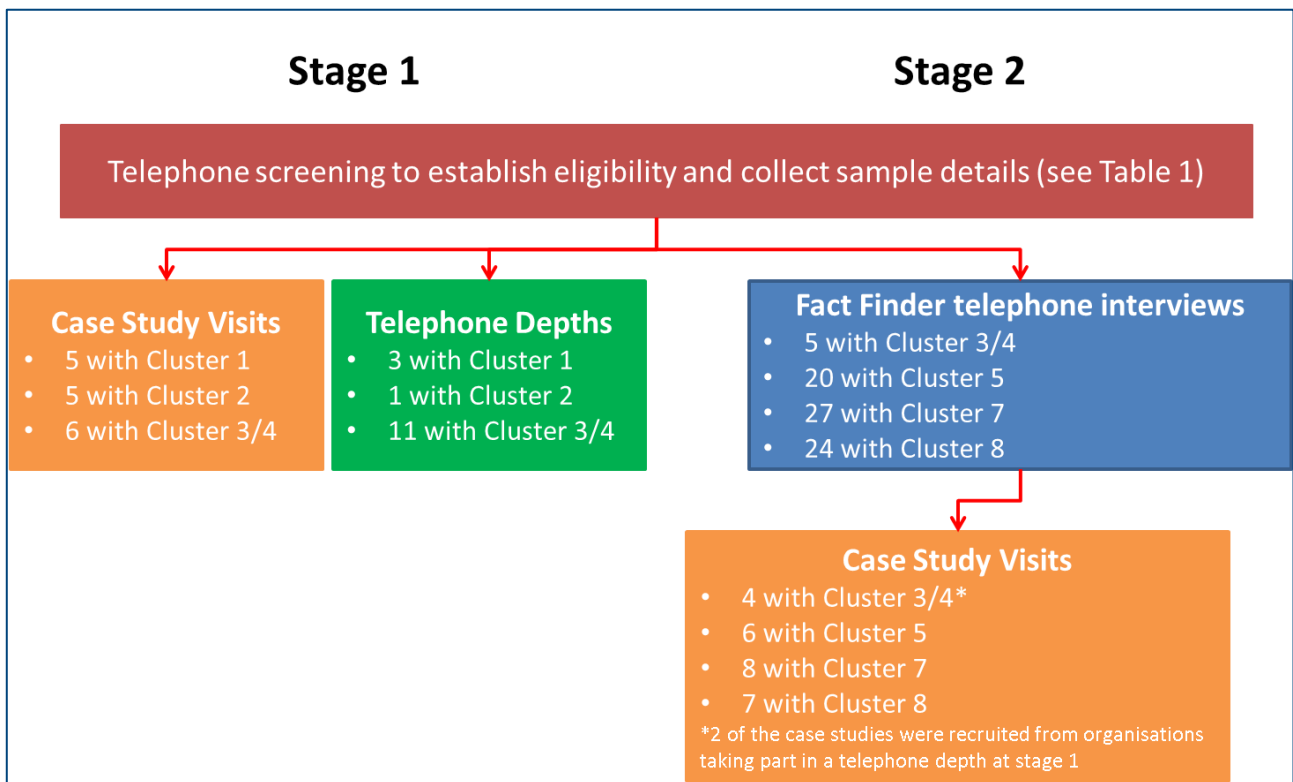 Stage 1
Stage 2
Telephone screening to establish eligibility and collect sample details (see Table 1)
Case Study Visits
• 5 with Cluster 1
• 5 with Cluster 2
• 6 with Cluster 3/4
Telephone Depths
• 3 with Cluster 1
• 1 with Cluster 2
• 11 with Cluster 3/4
Fact Finder telephone interviews
• 5 with Cluster 3/4
• 20 with Cluster 5
• 27 with Cluster 7
• 24 with Cluster 8
Case Study Visits
• 4 with Cluster 3/4*
• 6 with Cluster 5
• 8 with Cluster 7
• 7 with Cluster 8
*2 of the case studies were recruited from organisations
taking part in a telephone depth at stage 1